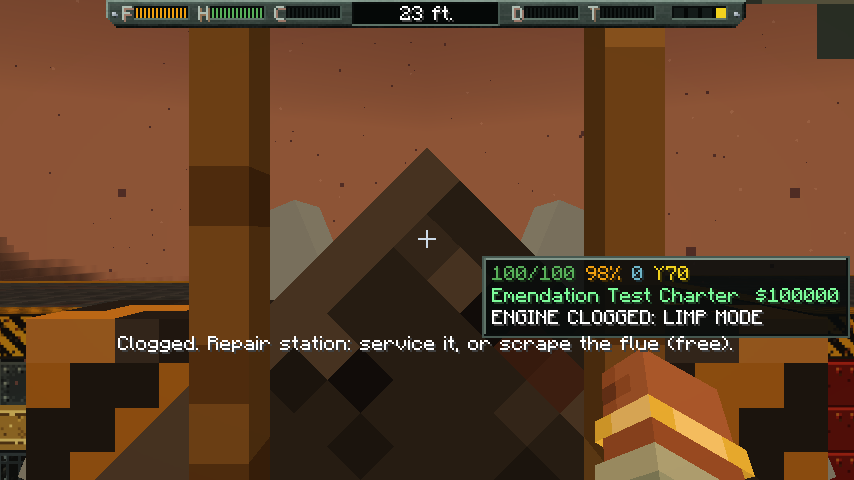 F H C 23 ft. D T
100/100 98% 0 Y70
Emendation Test Charter $100000
ENGINE CLOGGED: LIMP MODE
Clogged. Repair station: service it, or scrape the flue (free).